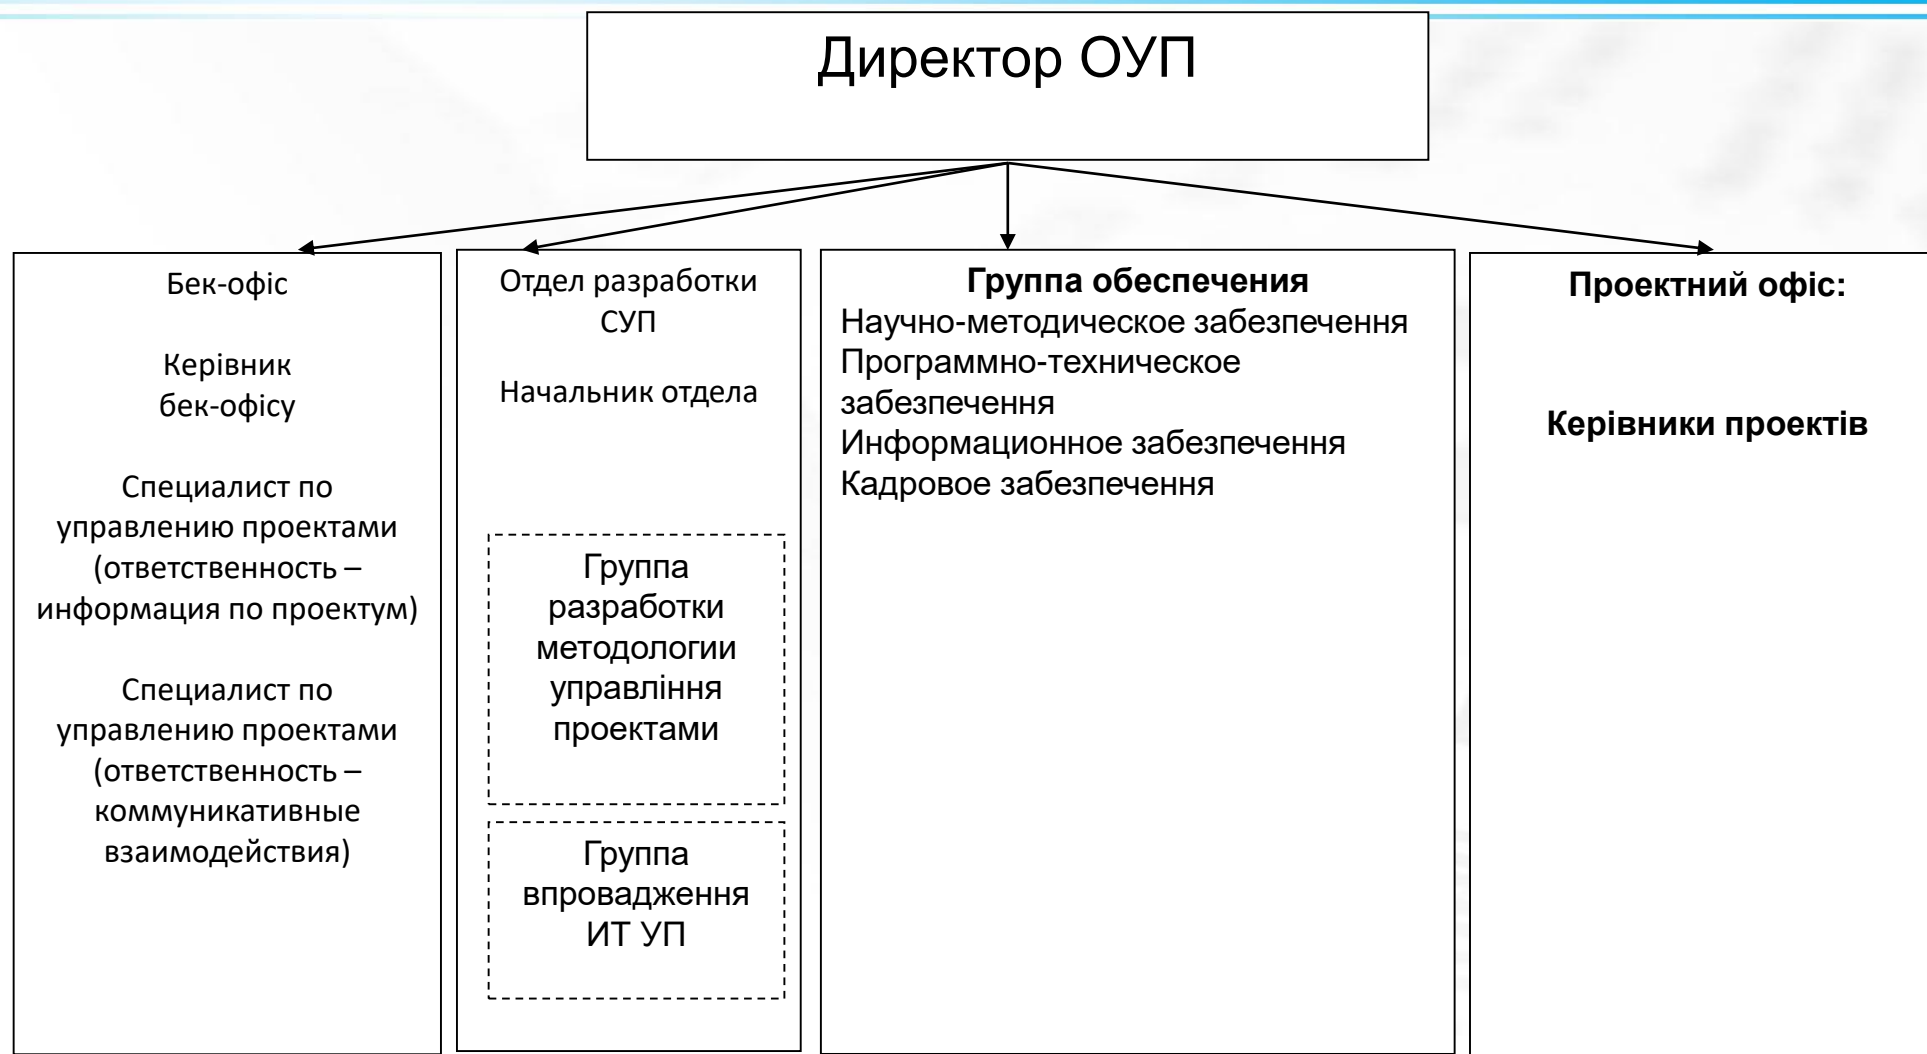 Директор ОУП
Бек-офіс
Керівник
бек-офісу
Специалист по
управлению проектами
(ответственность –
информация по проектум)
Специалист по
управлению проектами
(ответственность –
коммуникативные
взаимодействия)
Отдел разработки
СУП
Начальник отдела
Группа
разработки
методологии
управління
проектами
Группа
впровадження
ИТ УП
Группа обеспечения
Научно-методическое забезпечення
Программно-техническое
забезпечення
Информационное забезпечення
Кадровое забезпечення
Проектний офіс:
Керівники проектів